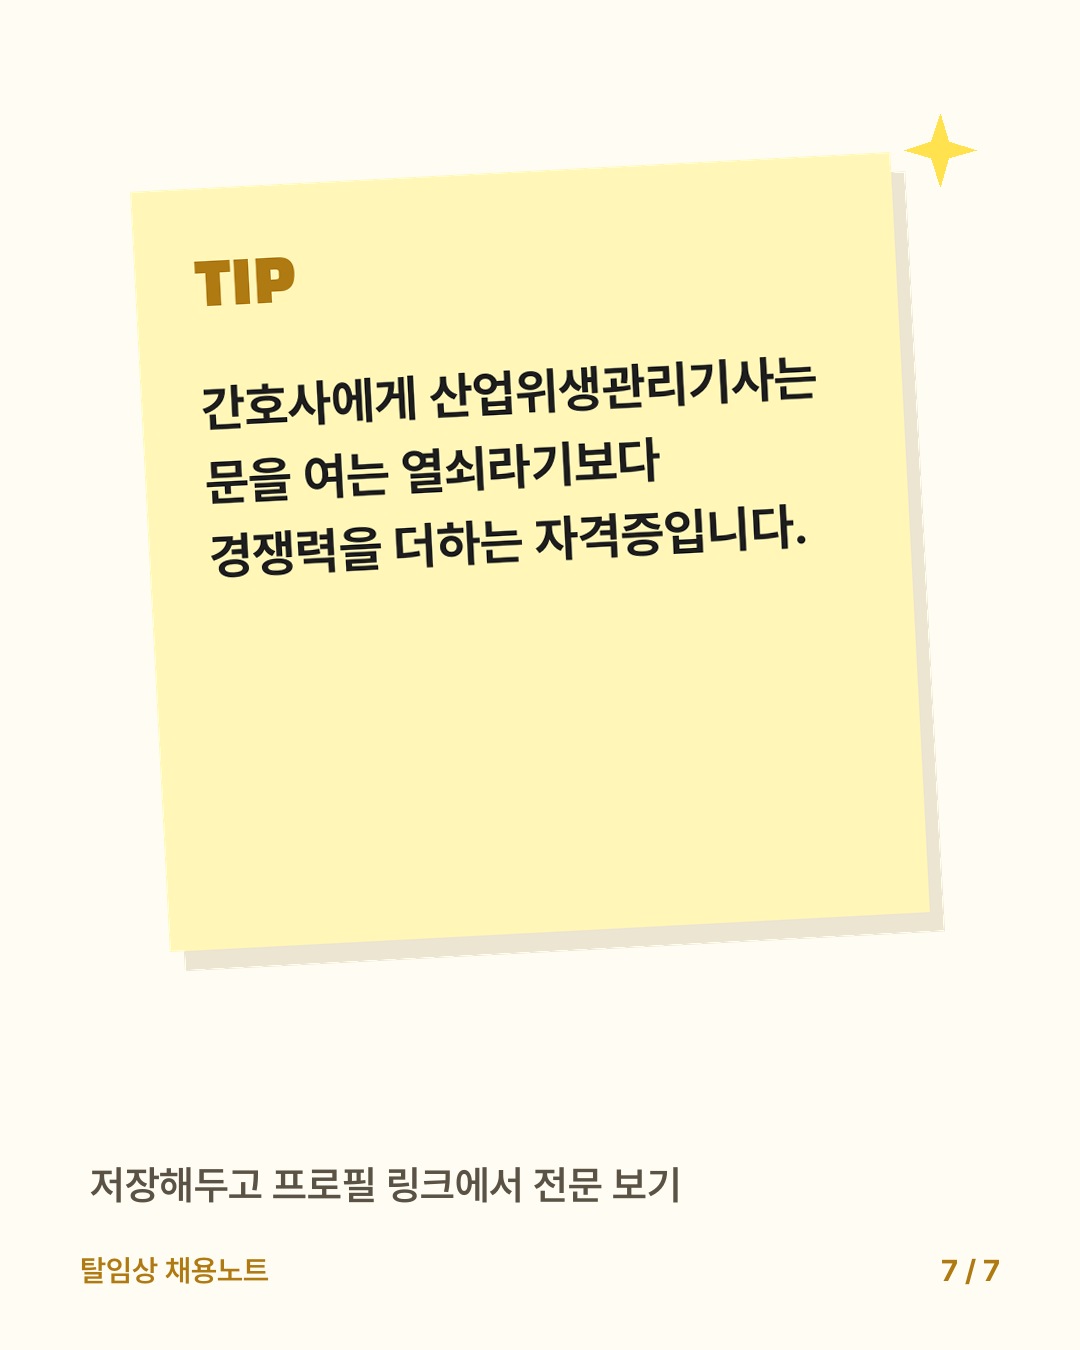 TIP
간호사에게 산업위생관리기사는
문을 여는 열쇠라기보다
경쟁력을 더하는 자격증입니다.
저장해두고 프로필 링크에서 전문 보기
탈임상 채용노트
7 / 7